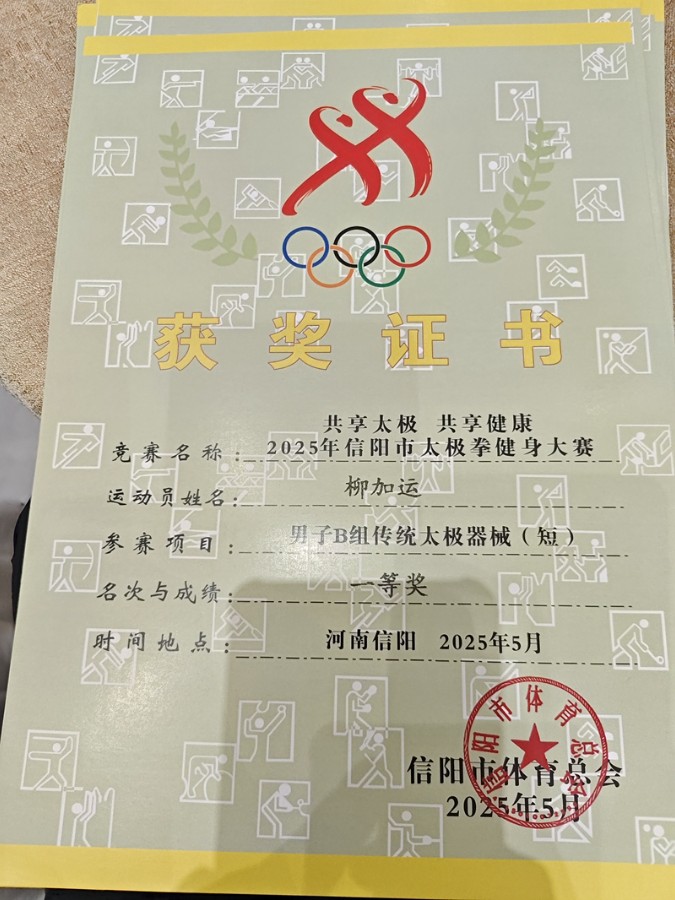 获奖证书
共享太极 共享健康
竞赛名称：2025年信阳市太极拳健身大赛
运动员姓名：柳加运
参赛项目：男子B组传统太极器械（短）
名次与成绩：一等奖
时间地点：河南信阳 2025年5月
信阳市体育总会
信阳市体育总会
2025年5月